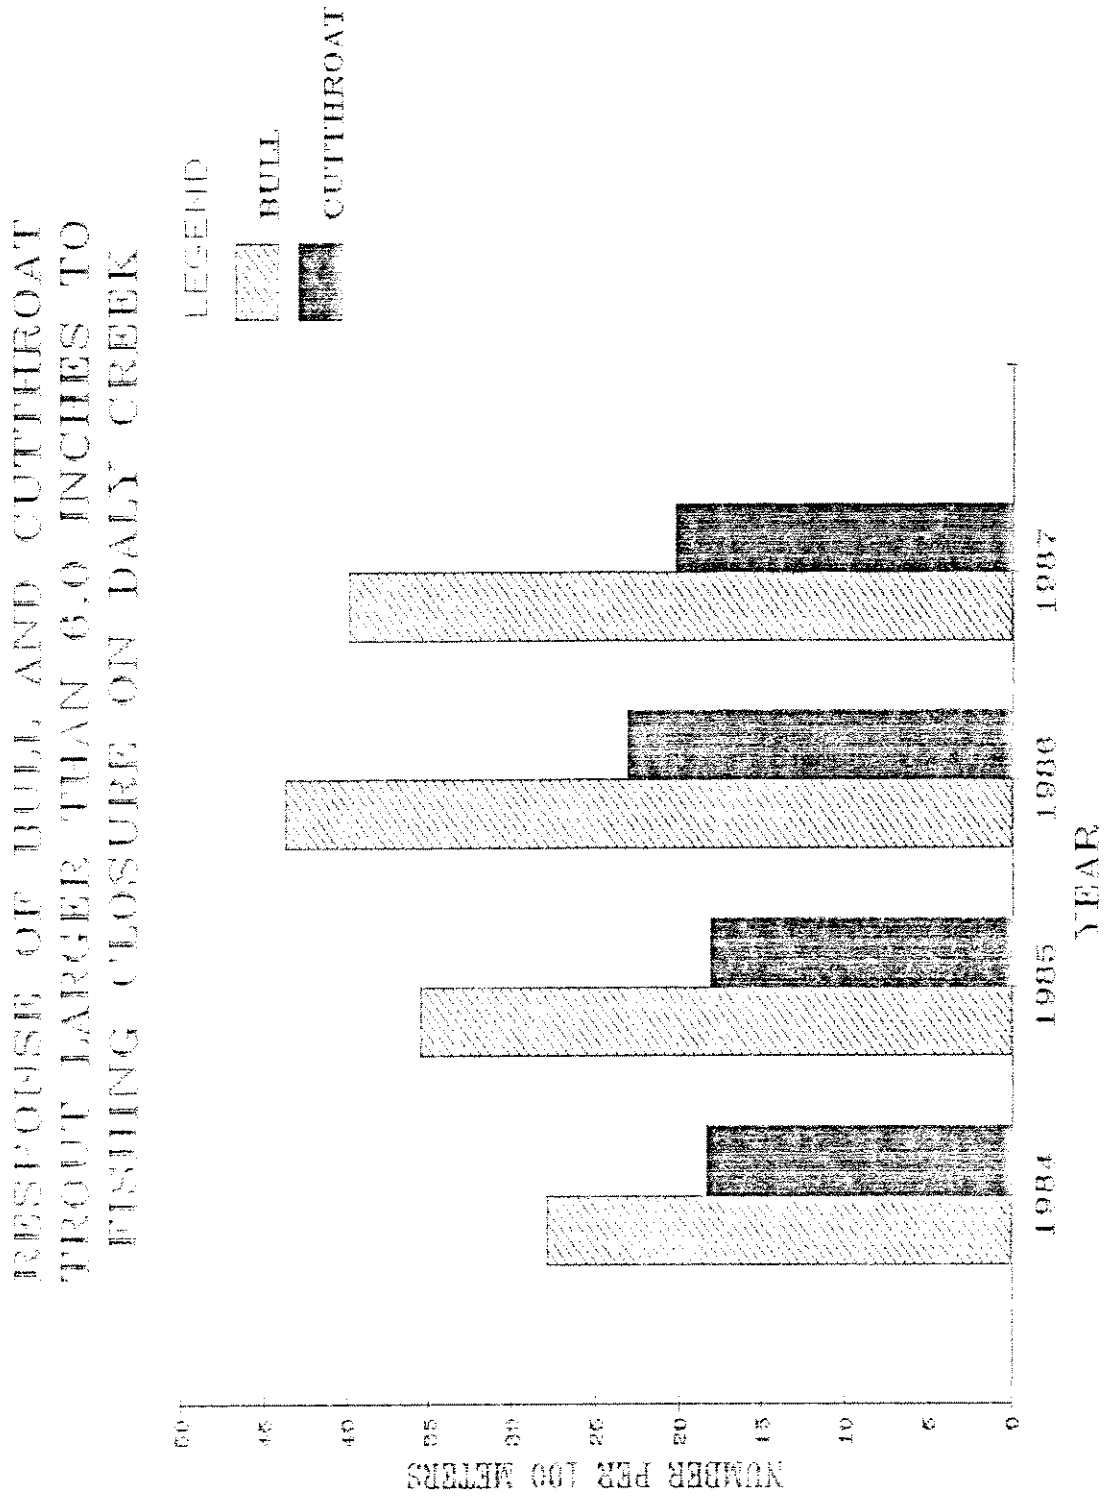 RESPONSE OF BULL AND CUTTHROAT
TROUT LARGER THAN 6.0 INCHES TO
FISHING CLOSURE ON DALY CREEK
LEGEND
BULL
CUTTHROAT
NUMBER PER 100 METERS
50
45
40
35
30
25
20
15
10
5
0
1984
1985
1986
1987
YEAR